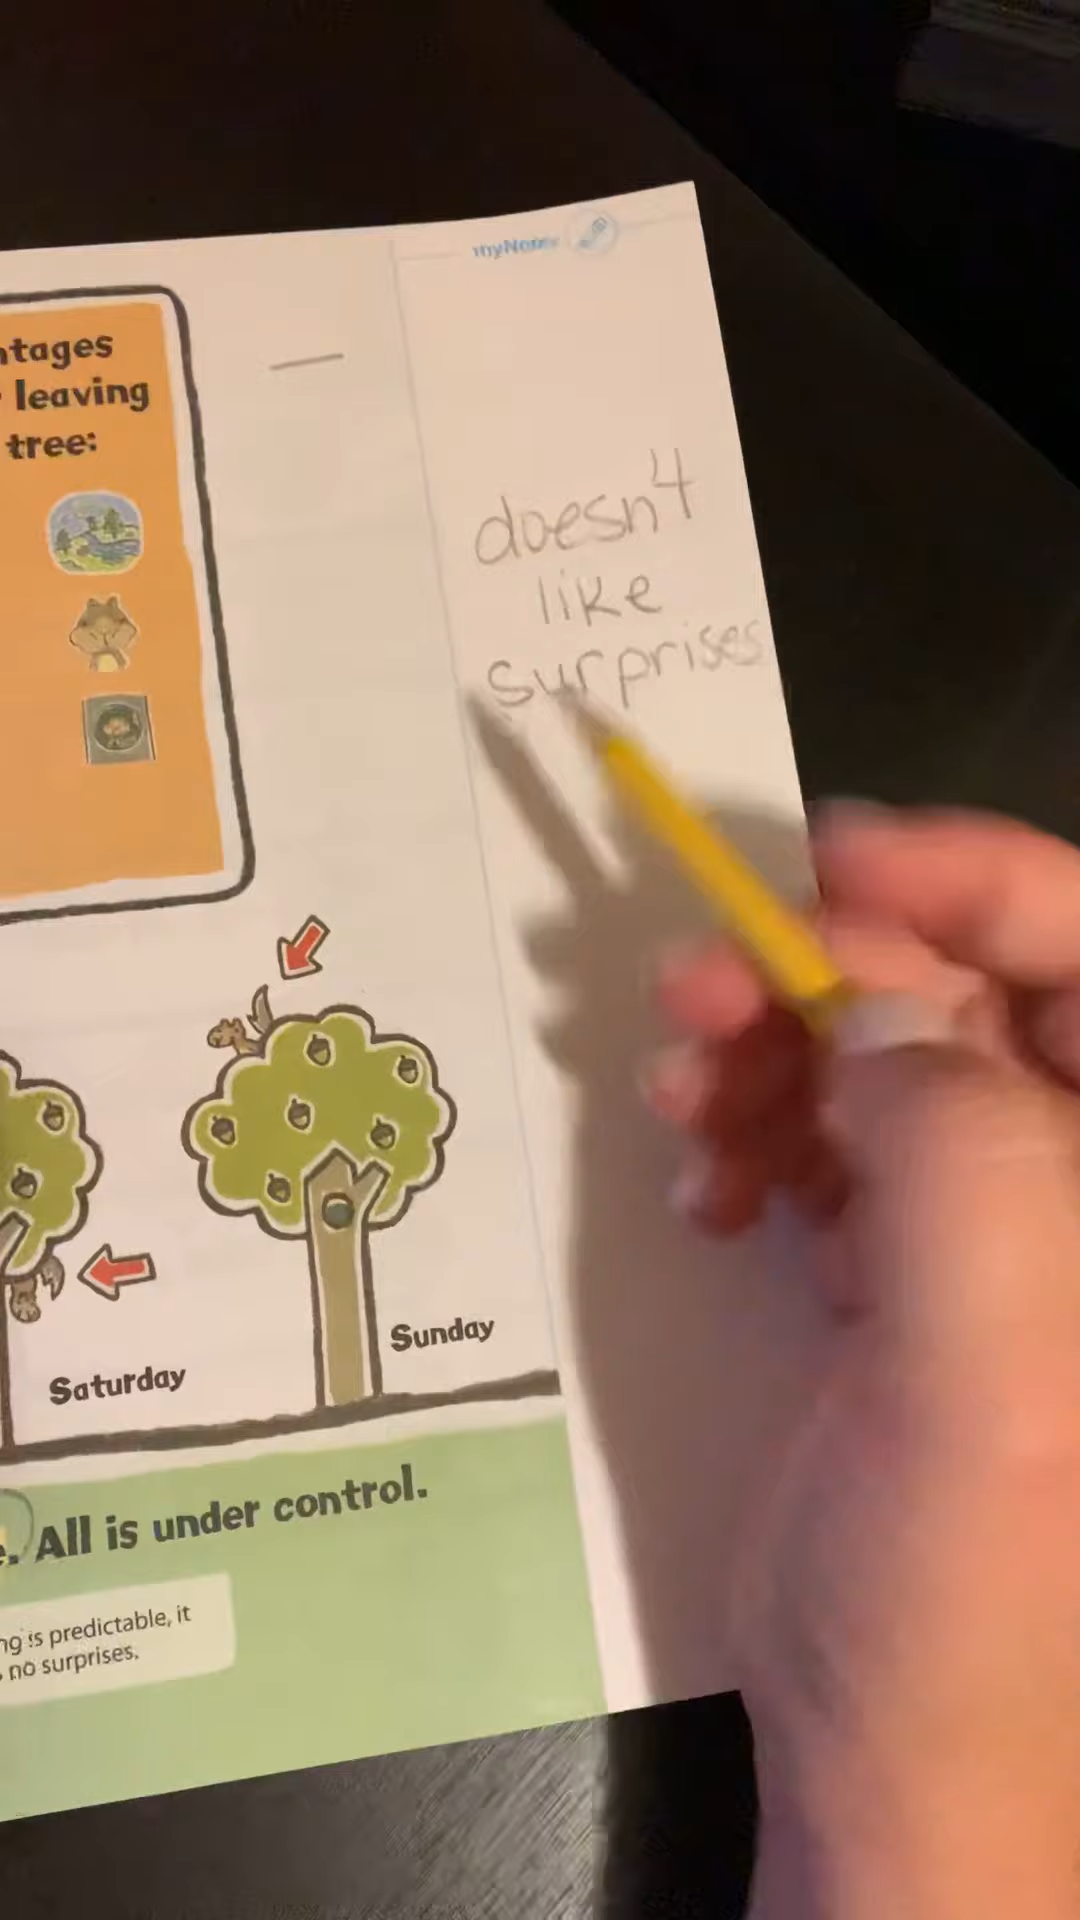 myNotes
ntages
leaving
tree:
doesn't
like
surprises
Saturday
Sunday
e. All is under control.
ng is predictable, it
no surprises.